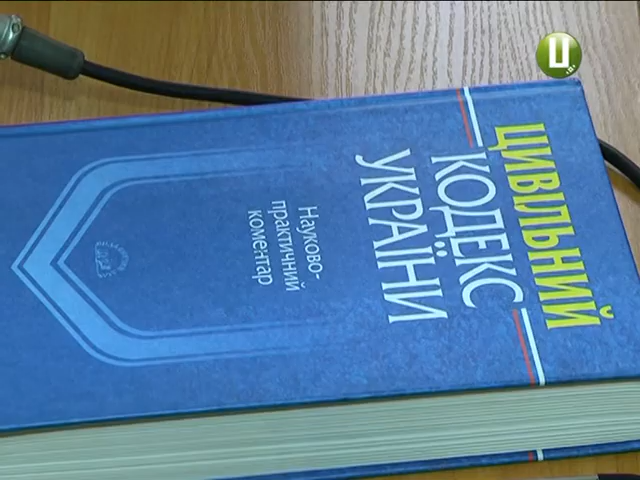 ЦИВІЛЬНИЙ
КОДЕКС
УКРАЇНИ
Науково-
практичний
коментар
Ц